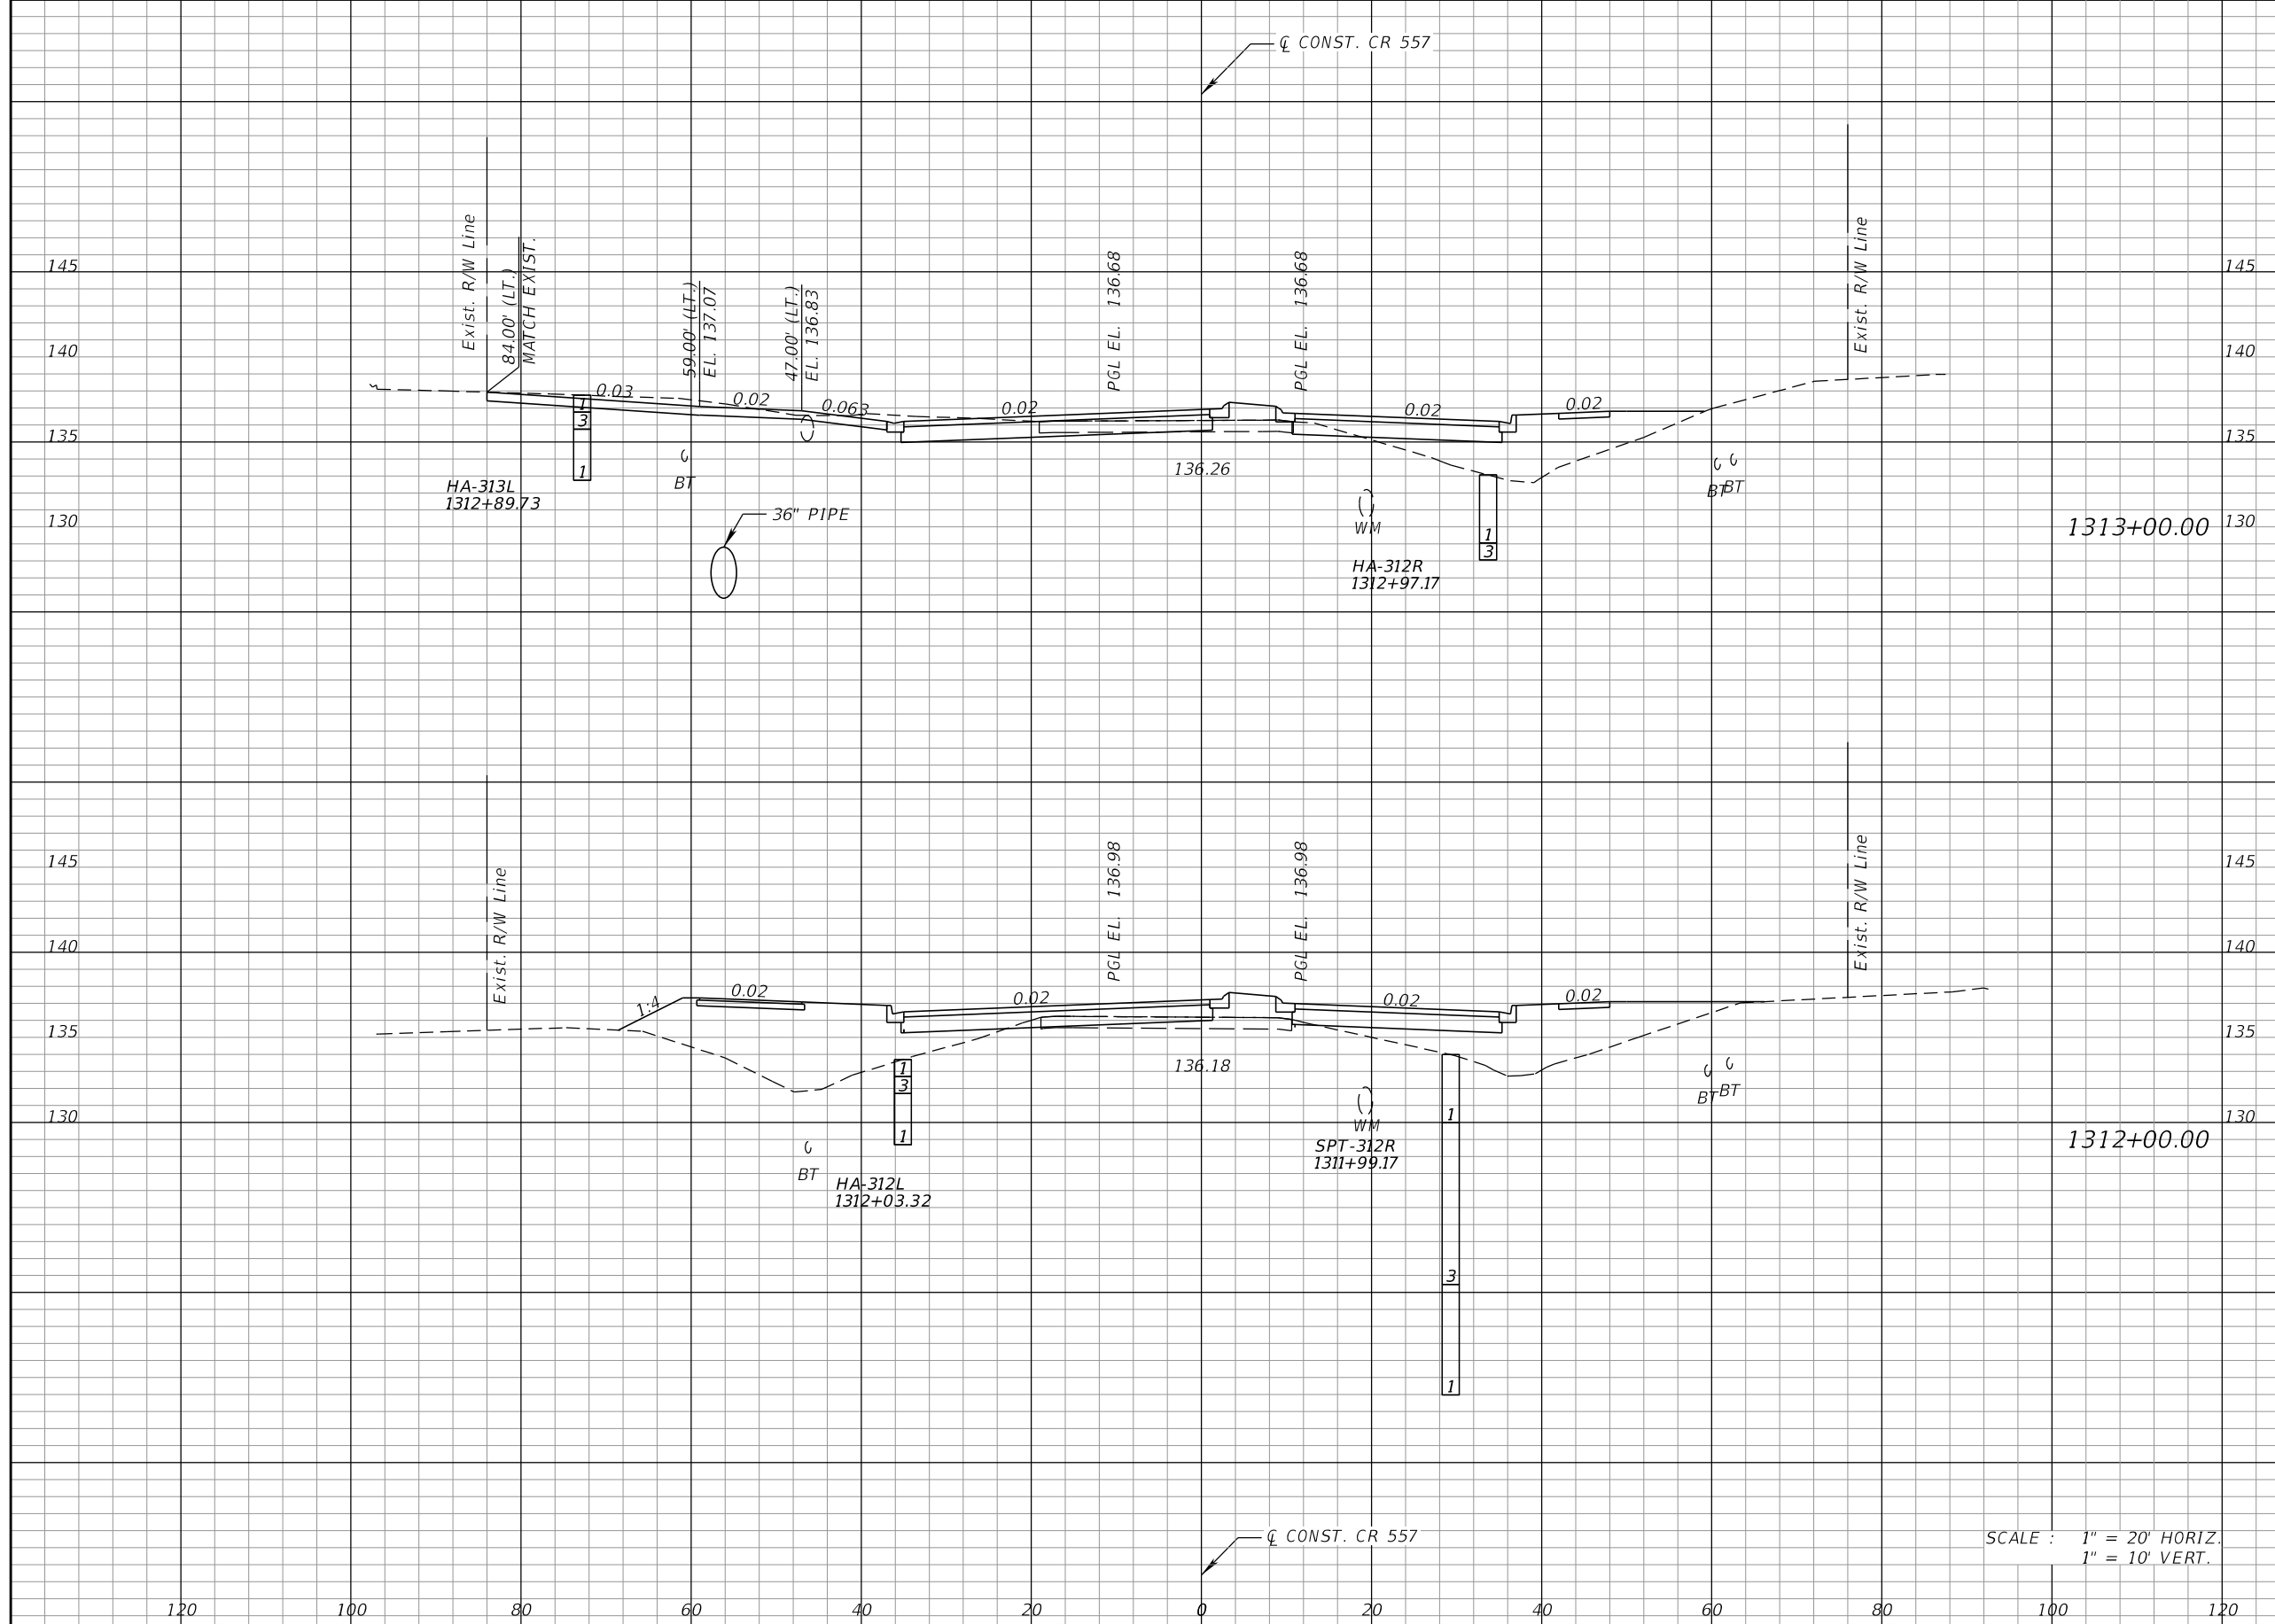 ℄ CONST. CR 557
Exist. R/W Line
84.00' (LT.)
MATCH EXIST.
59.00' (LT.)
EL. 137.07
47.00' (LT.)
EL. 136.83
PGL EL. 136.68
PGL EL. 136.68
Exist. R/W Line
145
145
140
140
135
135
130
130
0.03
0.02
0.063
0.02
0.02
0.02
1
3
1
HA-313L
1312+89.73
BT
36" PIPE
136.26
WM
1
3
HA-312R
1312+97.17
BT
BT
1313+00.00
Exist. R/W Line
PGL EL. 136.98
PGL EL. 136.98
Exist. R/W Line
145
145
140
140
135
135
130
130
1:4
0.02
0.02
0.02
0.02
136.18
1
3
1
BT
HA-312L
1312+03.32
WM
SPT-312R
1311+99.17
1
3
1
BT
BT
1312+00.00
℄ CONST. CR 557
SCALE : 1" = 20' HORIZ.
1" = 10' VERT.
120 100 80 60 40 20 0 20 40 60 80 100 120